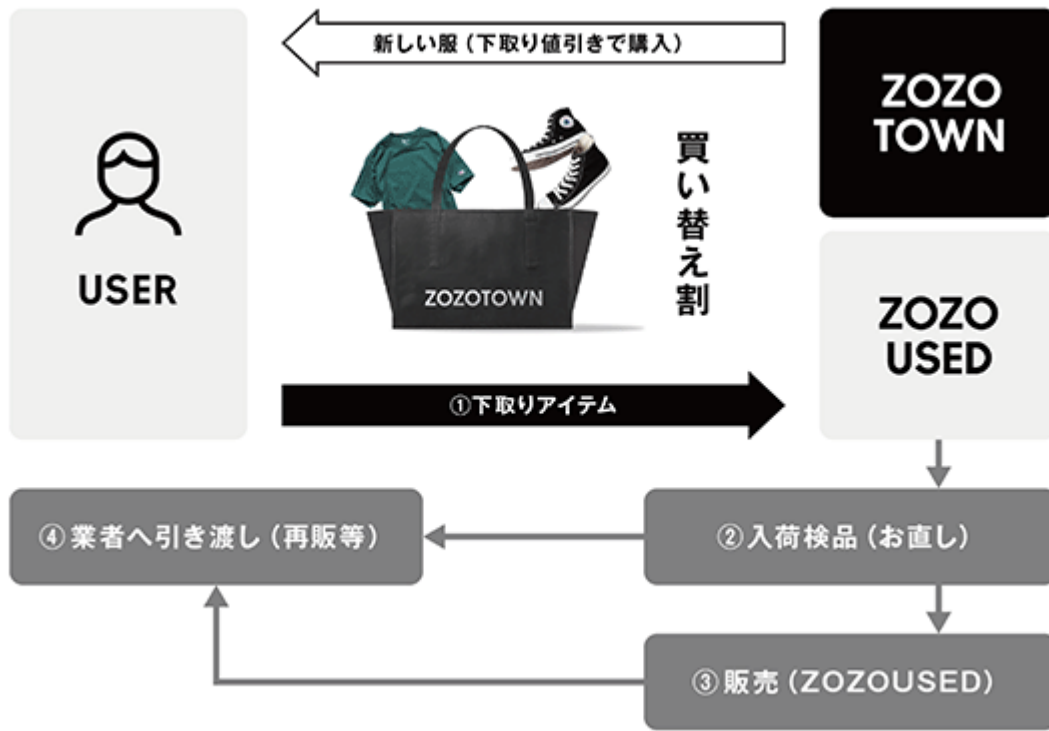 新しい服（下取り値引きで購入）
ZOZO
TOWN
買い替え割
USER
ZOZOTOWN
ZOZO
USED
①下取りアイテム
④業者へ引き渡し（再販等）
②入荷検品（お直し）
③販売（ZOZOUSED）